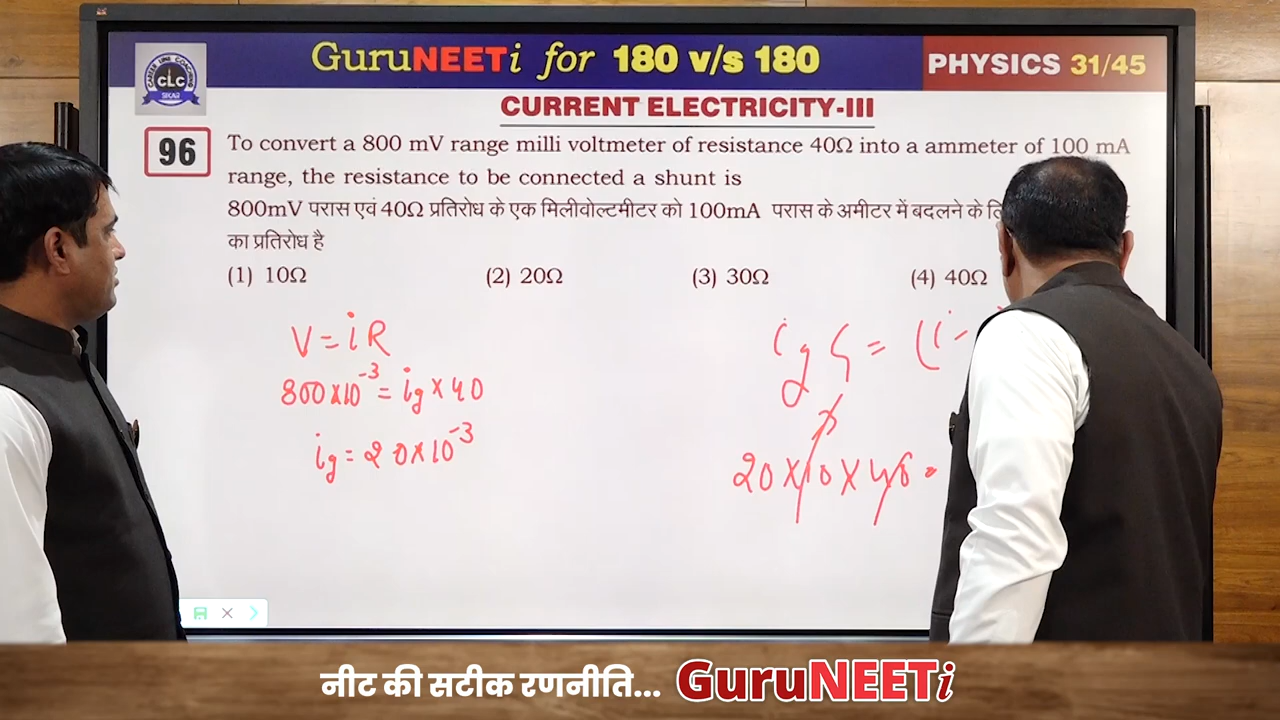 GuruNEETi for 180 v/s 180
PHYSICS 31/45
CLC
SIKAR
CURRENT ELECTRICITY-III
96
To convert a 800 mV range milli voltmeter of resistance 40Ω into a ammeter of 100 mA
range, the resistance to be connected a shunt is
800mV परास एवं 40Ω प्रतिरोध के एक मिलीवोल्टमीटर को 100mA परास के अमीटर में बदलने के
का प्रतिरोध है
(1) 10Ω (2) 20Ω (3) 30Ω (4) 40Ω
V = iR
800×10⁻³ = ig × 40
ig = 20×10⁻³
ig G = (i-
20 × 10 × 40 =
नीट की सटीक रणनीति... GuruNEETi